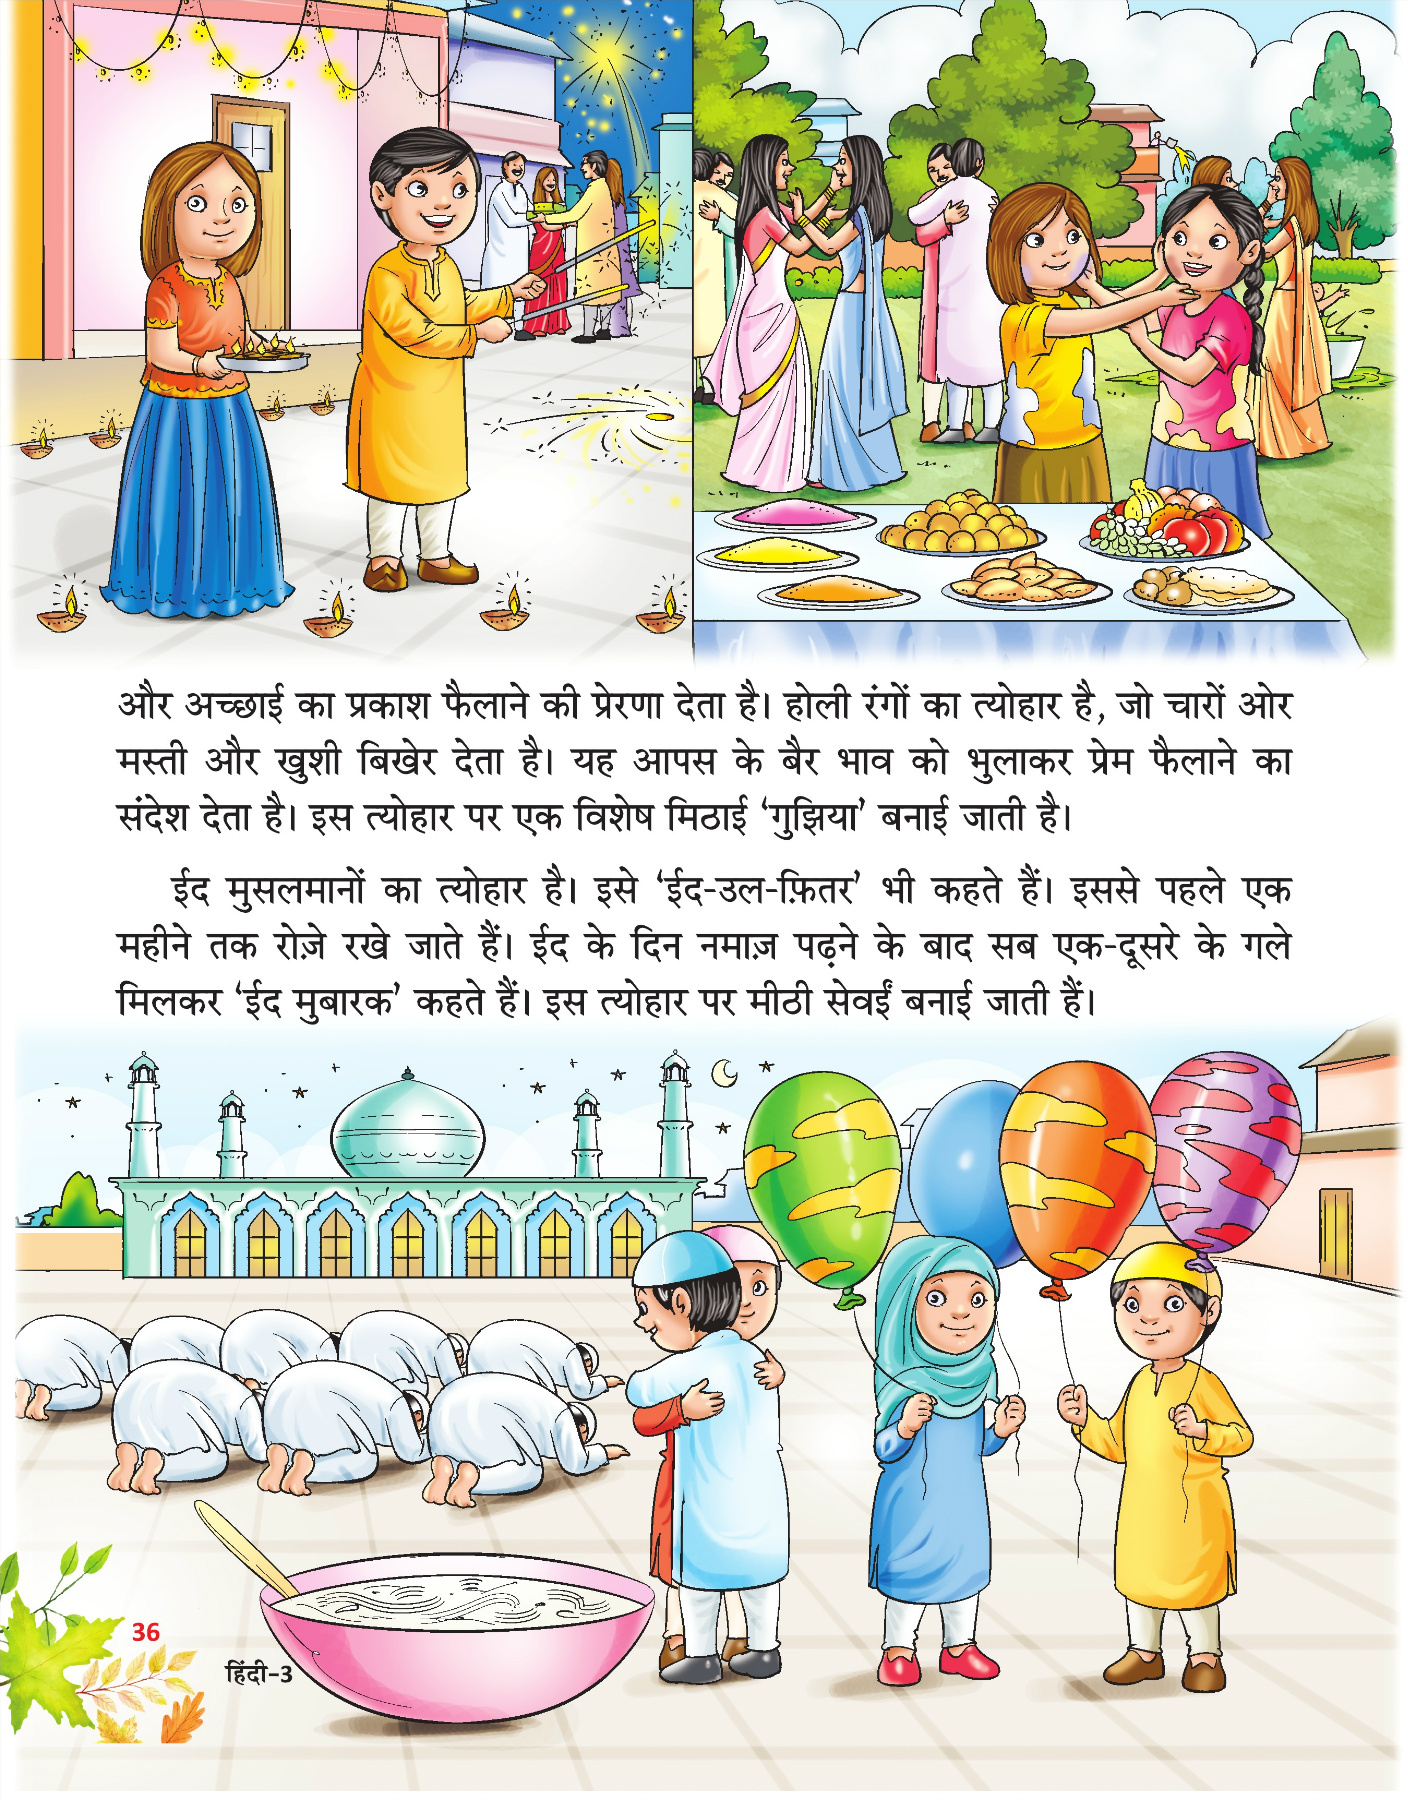 और अच्छाई का प्रकाश फैलाने की प्रेरणा देता है। होली रंगों का त्योहार है, जो चारों ओर
मस्ती और खुशी बिखेर देता है। यह आपस के बैर भाव को भुलाकर प्रेम फैलाने का
संदेश देता है। इस त्योहार पर एक विशेष मिठाई ‘गुझिया’ बनाई जाती है।
ईद मुसलमानों का त्योहार है। इसे ‘ईद-उल-फ़ितर’ भी कहते हैं। इससे पहले एक
महीने तक रोज़े रखे जाते हैं। ईद के दिन नमाज़ पढ़ने के बाद सब एक-दूसरे के गले
मिलकर ‘ईद मुबारक’ कहते हैं। इस त्योहार पर मीठी सेवईं बनाई जाती हैं।
36
हिंदी-3